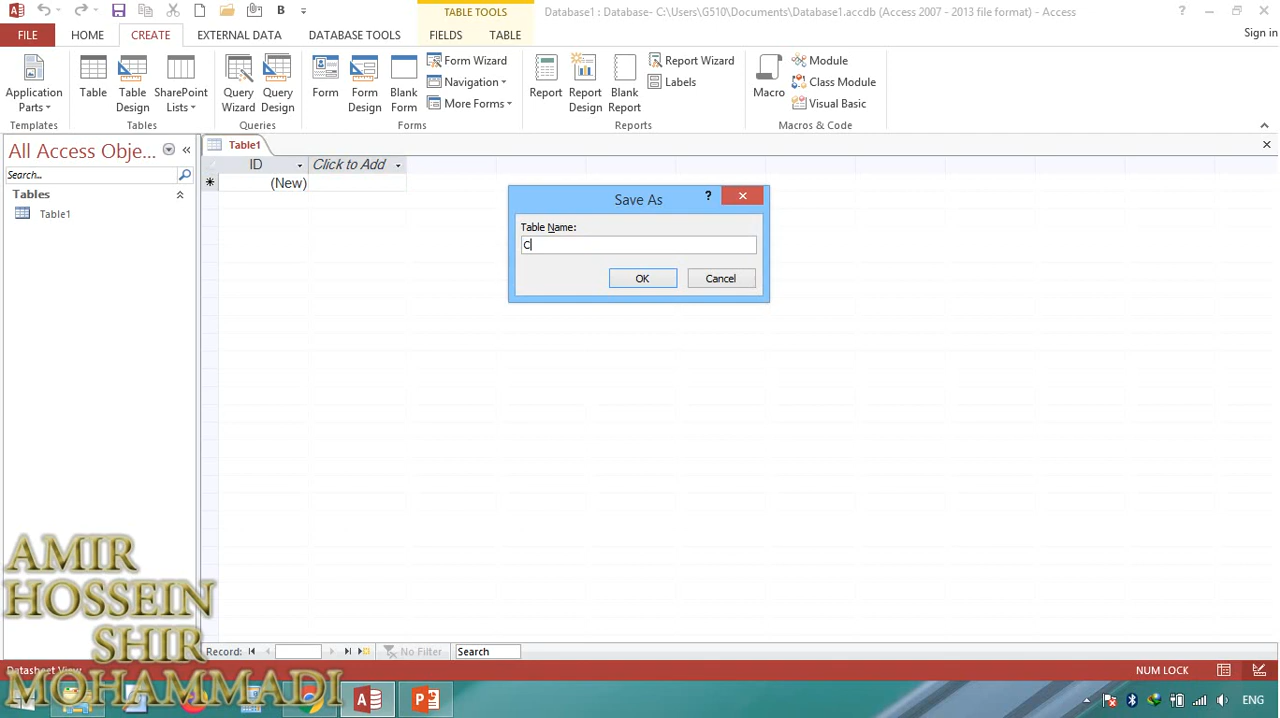 TABLE TOOLS
Database1 : Database- C:\Users\G510\Documents\Database1.accdb (Access 2007 - 2013 file format) - Access
FILE HOME CREATE EXTERNAL DATA DATABASE TOOLS FIELDS TABLE Sign in
Application Parts
Table
Table Design
SharePoint Lists
Query Wizard
Query Design
Form
Form Design
Blank Form
Form Wizard
Navigation
More Forms
Report
Report Design
Blank Report
Report Wizard
Labels
Macro
Module
Class Module
Visual Basic
Templates Tables Queries Forms Reports Macros & Code
All Access Obje...
Search...
Tables
Table1
Table1
ID Click to Add
(New)
Save As
Table Name:
C
OK Cancel
Record: No Filter Search
Datasheet View NUM LOCK
AMIR
HOSSEIN
SHIR
MOHAMMADI
ENG